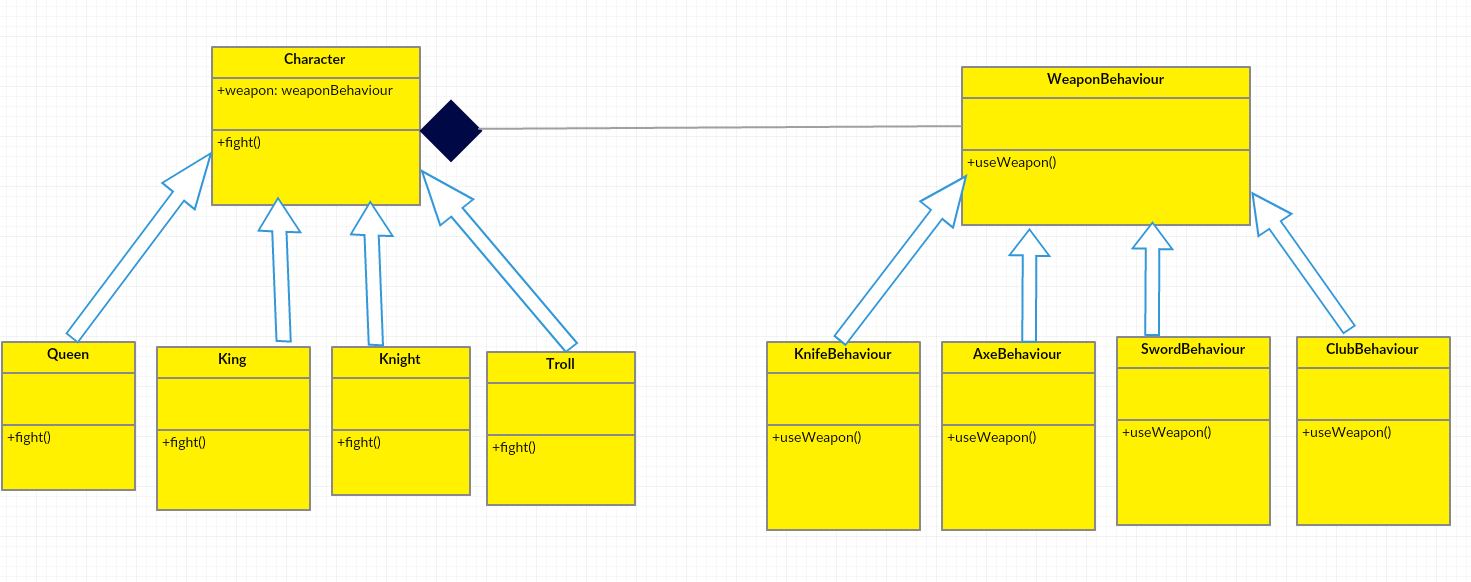 Character
+weapon: weaponBehaviour
+fight()
WeaponBehaviour
+useWeapon()
Queen
+fight()
King
+fight()
Knight
+fight()
Troll
+fight()
KnifeBehaviour
+useWeapon()
AxeBehaviour
+useWeapon()
SwordBehaviour
+useWeapon()
ClubBehaviour
+useWeapon()